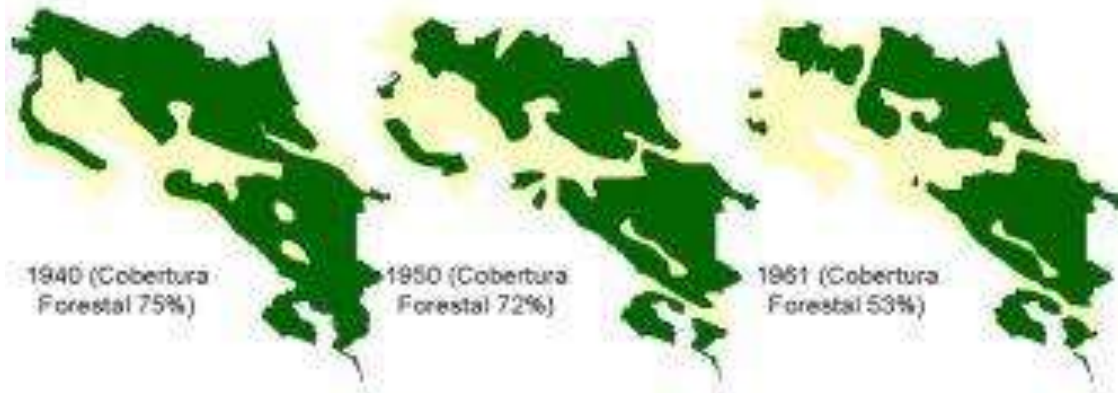 1940 (Cobertura
Forestal 75%)
1950 (Cobertura
Forestal 72%)
1961 (Cobertura
Forestal 53%)